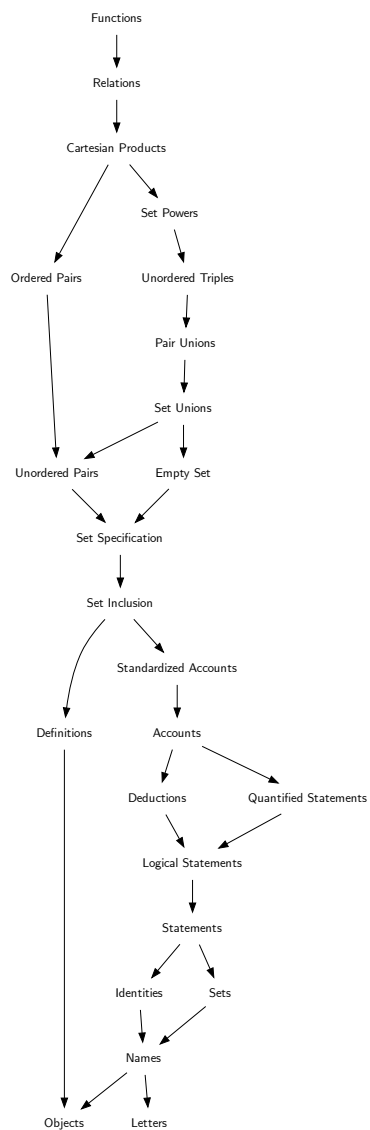 Functions
Relations
Cartesian Products
Set Powers
Ordered Pairs
Unordered Triples
Pair Unions
Set Unions
Unordered Pairs
Empty Set
Set Specification
Set Inclusion
Standardized Accounts
Definitions
Accounts
Deductions
Quantified Statements
Logical Statements
Statements
Identities
Sets
Names
Objects
Letters